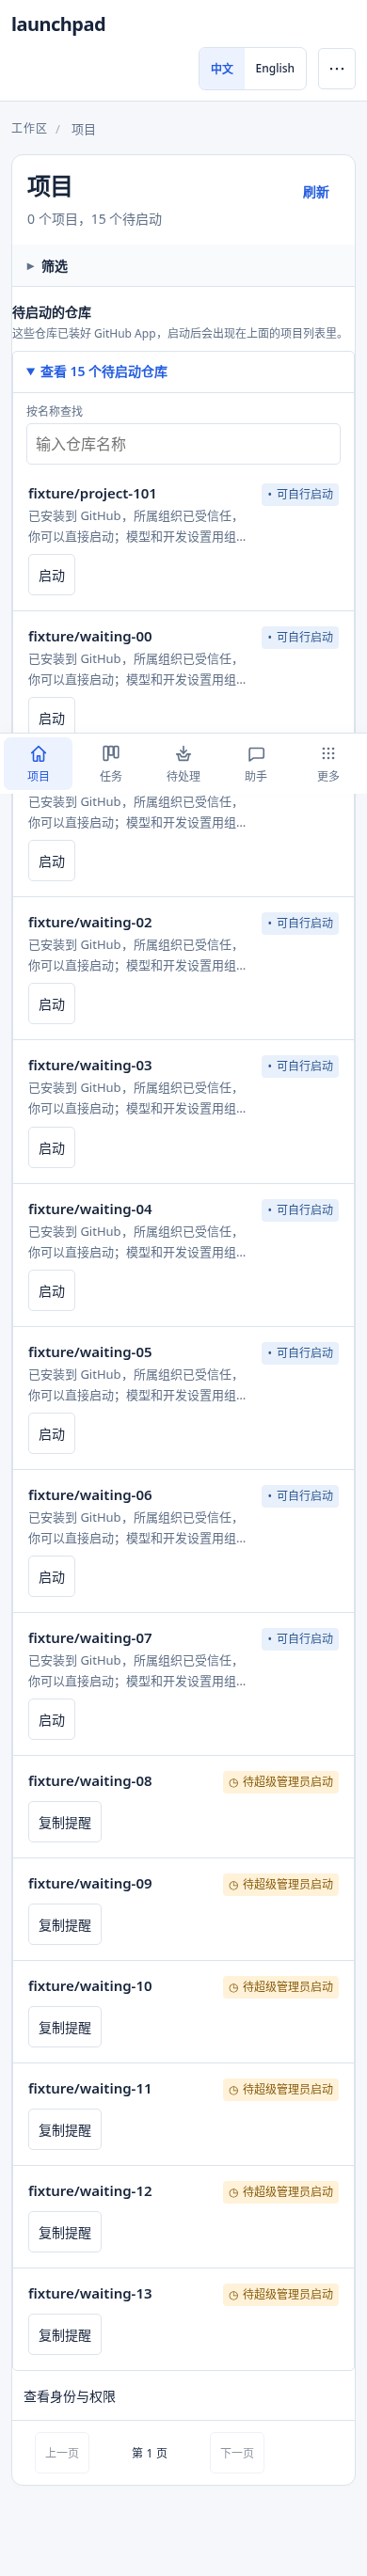 launchpad
中文 English ···
工作区 / 项目
项目
刷新
0 个项目，15 个待启动
▶ 筛选
待启动的仓库
这些仓库已装好 GitHub App，启动后会出现在上面的项目列表里。
▼ 查看 15 个待启动仓库
按名称查找
输入仓库名称
fixture/project-101 • 可自行启动
已安装到 GitHub，所属组织已受信任，
你可以直接启动；模型和开发设置用组...
启动
fixture/waiting-00 • 可自行启动
已安装到 GitHub，所属组织已受信任，
你可以直接启动；模型和开发设置用组...
启动
项目 任务 待处理 助手 更多
已安装到 GitHub，所属组织已受信任，
你可以直接启动；模型和开发设置用组...
启动
fixture/waiting-02 • 可自行启动
已安装到 GitHub，所属组织已受信任，
你可以直接启动；模型和开发设置用组...
启动
fixture/waiting-03 • 可自行启动
已安装到 GitHub，所属组织已受信任，
你可以直接启动；模型和开发设置用组...
启动
fixture/waiting-04 • 可自行启动
已安装到 GitHub，所属组织已受信任，
你可以直接启动；模型和开发设置用组...
启动
fixture/waiting-05 • 可自行启动
已安装到 GitHub，所属组织已受信任，
你可以直接启动；模型和开发设置用组...
启动
fixture/waiting-06 • 可自行启动
已安装到 GitHub，所属组织已受信任，
你可以直接启动；模型和开发设置用组...
启动
fixture/waiting-07 • 可自行启动
已安装到 GitHub，所属组织已受信任，
你可以直接启动；模型和开发设置用组...
启动
fixture/waiting-08 待超级管理员启动
复制提醒
fixture/waiting-09 待超级管理员启动
复制提醒
fixture/waiting-10 待超级管理员启动
复制提醒
fixture/waiting-11 待超级管理员启动
复制提醒
fixture/waiting-12 待超级管理员启动
复制提醒
fixture/waiting-13 待超级管理员启动
复制提醒
查看身份与权限
上一页 第 1 页 下一页